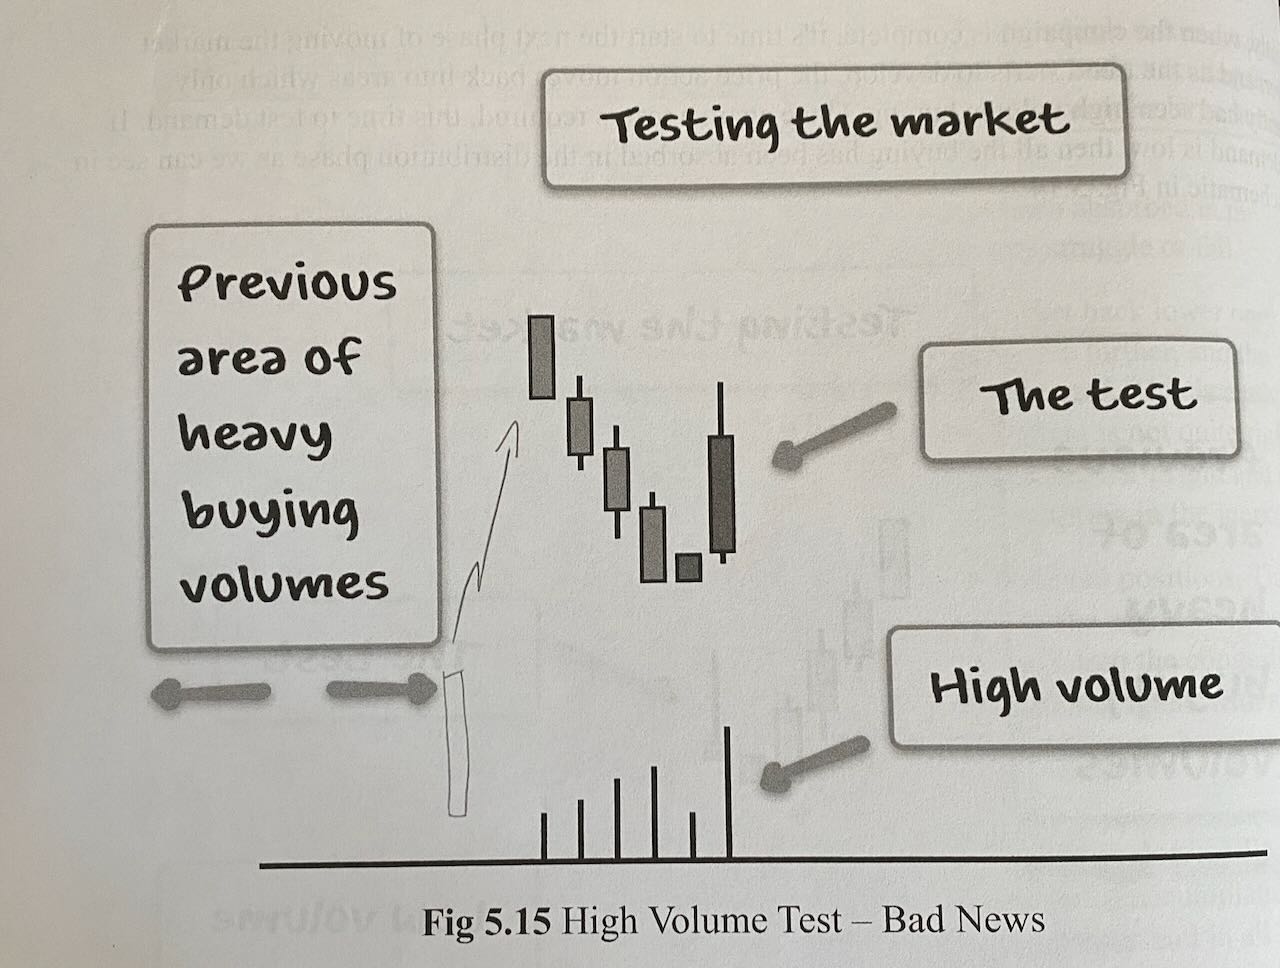 Testing the market
Previous
area of
heavy
buying
volumes
The test
High volume
Fig 5.15 High Volume Test – Bad News